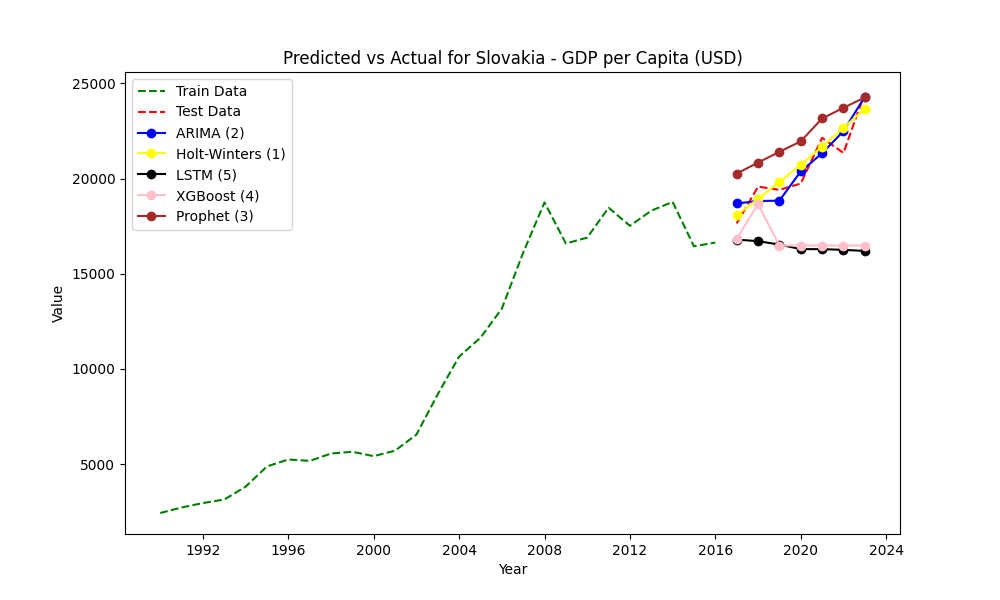 Predicted vs Actual for Slovakia - GDP per Capita (USD)
25000
20000
15000
10000
5000
Value
Train Data
Test Data
ARIMA (2)
Holt-Winters (1)
LSTM (5)
XGBoost (4)
Prophet (3)
1992 1996 2000 2004 2008 2012 2016 2020 2024
Year